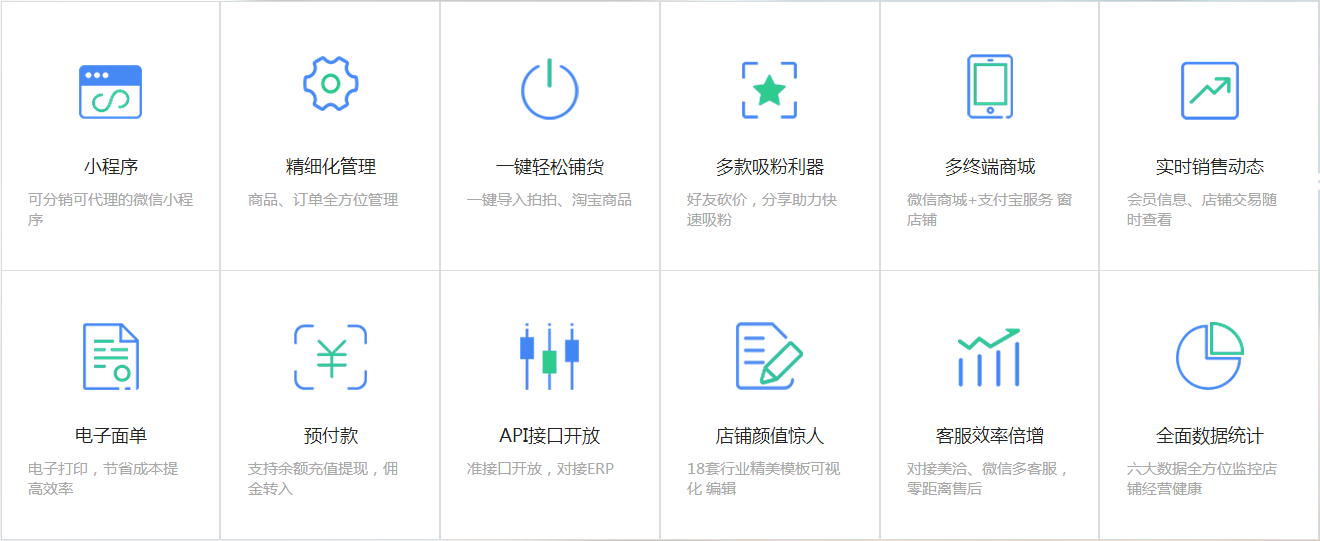 小程序
可分销可代理的微信小程
序
精细化管理
商品、订单全方位管理
一键轻松铺货
一键导入拍拍、淘宝商品
多款吸粉利器
好友砍价，分享助力快
速吸粉
多终端商城
微信商城+支付宝服务 窗
店铺
实时销售动态
会员信息、店铺交易随
时查看
电子面单
电子打印，节省成本提
高效率
预付款
支持余额充值提现，佣
金转入
API接口开放
准接口开放，对接ERP
店铺颜值惊人
18套行业精美模板可视
化 编辑
客服效率倍增
对接美洽、微信多客服，
零距离售后
全面数据统计
六大数据全方位监控店
铺经营健康